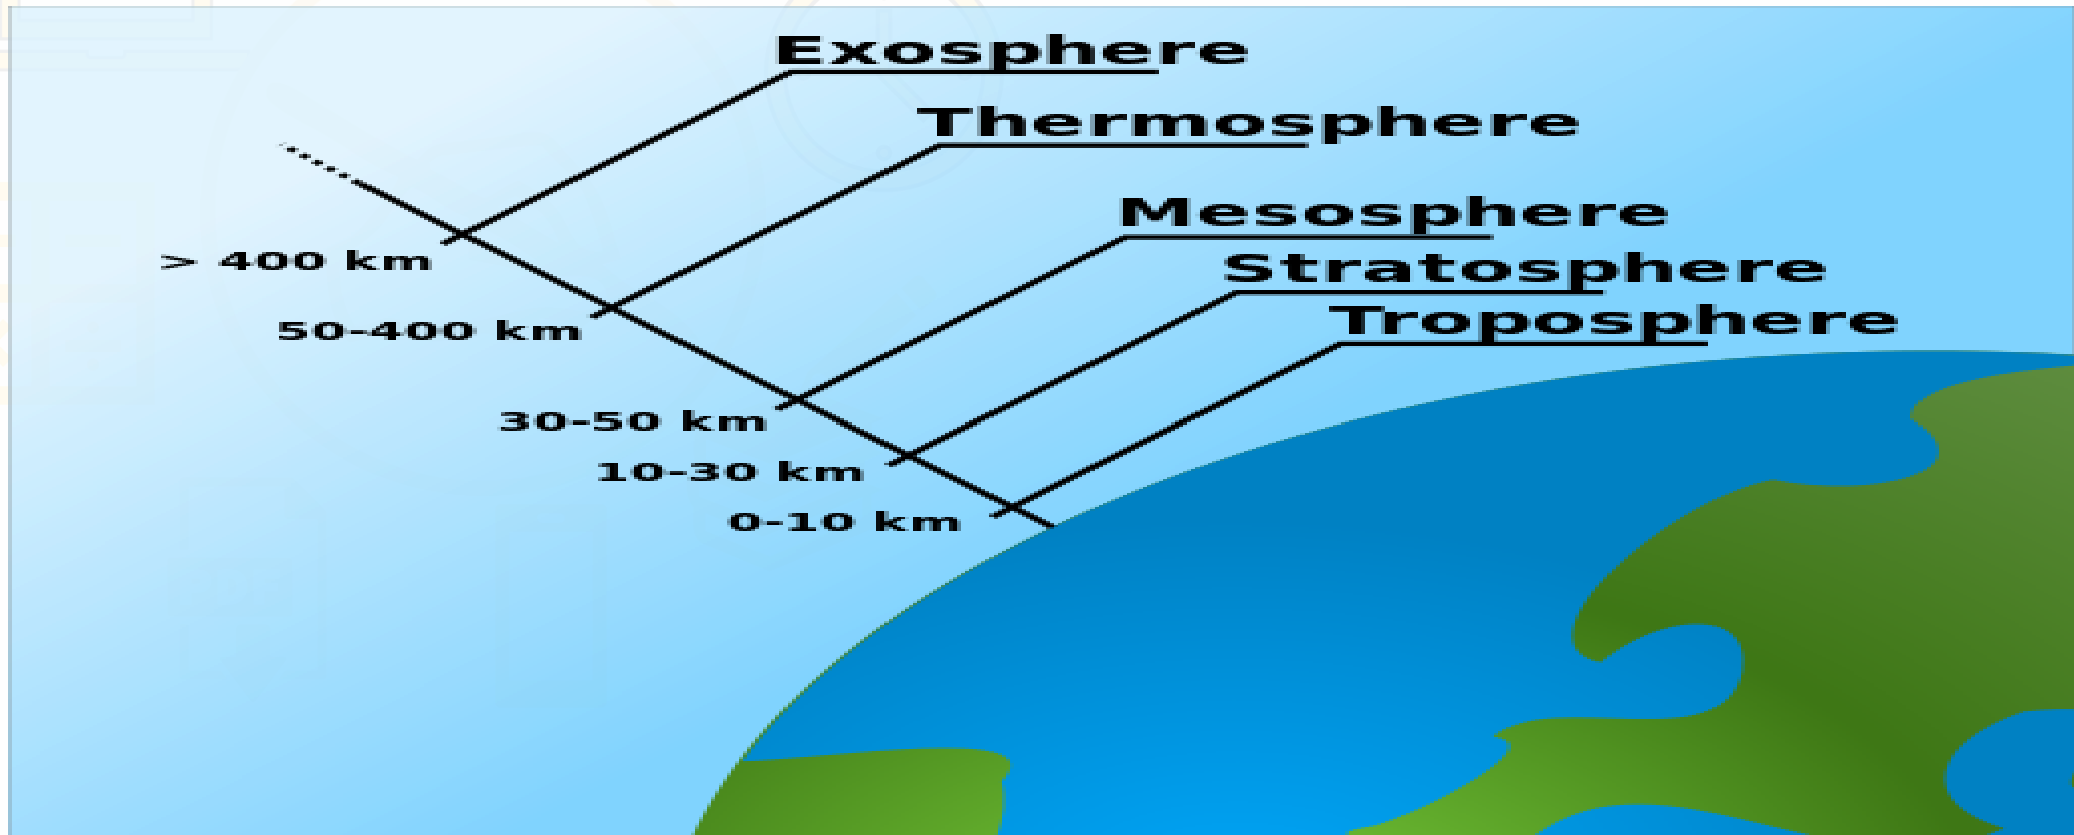 Exosphere
Thermosphere
Mesosphere
Stratosphere
Troposphere
> 400 km
50-400 km
30-50 km
10-30 km
0-10 km